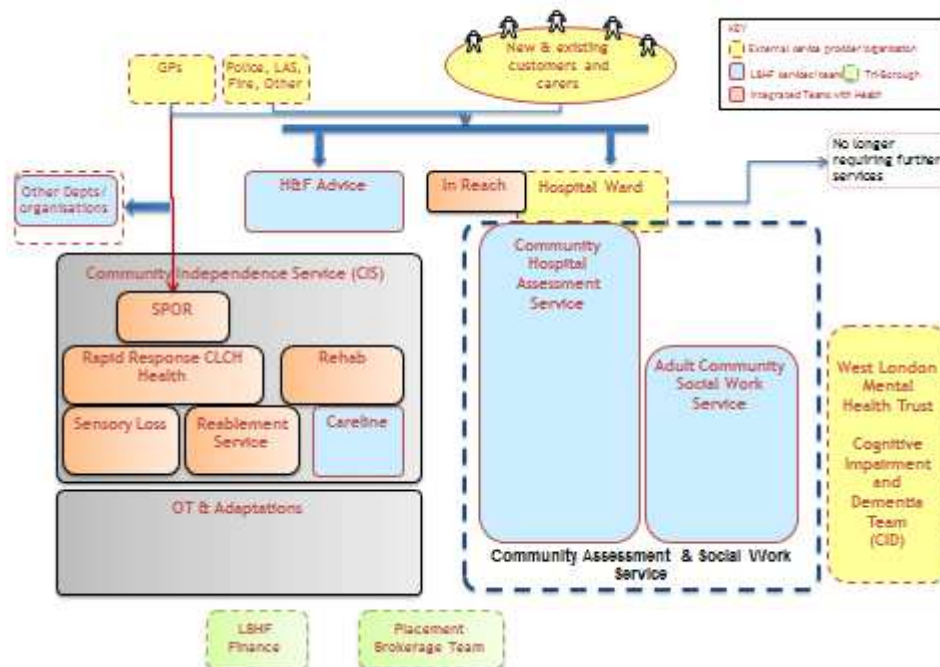 KEY
External service provider organisation
LBHF service/team
Tri-Borough
Integrated Teams with Health
New & existing
customers and
carers
GPs
Police, LAS,
Fire, Other
No longer
requiring further
services
Other Depts/
organisations
H&F Advice
In Reach
Hospital Ward
Community Independence Service (CIS)
SPOR
Rapid Response CLCH
Health
Rehab
Sensory Loss
Reablement
Service
Careline
OT & Adaptations
Community
Hospital
Assessment
Service
Adult Community
Social Work
Service
Community Assessment & Social Work
Service
West London
Mental
Health Trust
Cognitive
Impairment
and
Dementia
Team
(CID)
LBHF
Finance
Placement
Brokerage Team